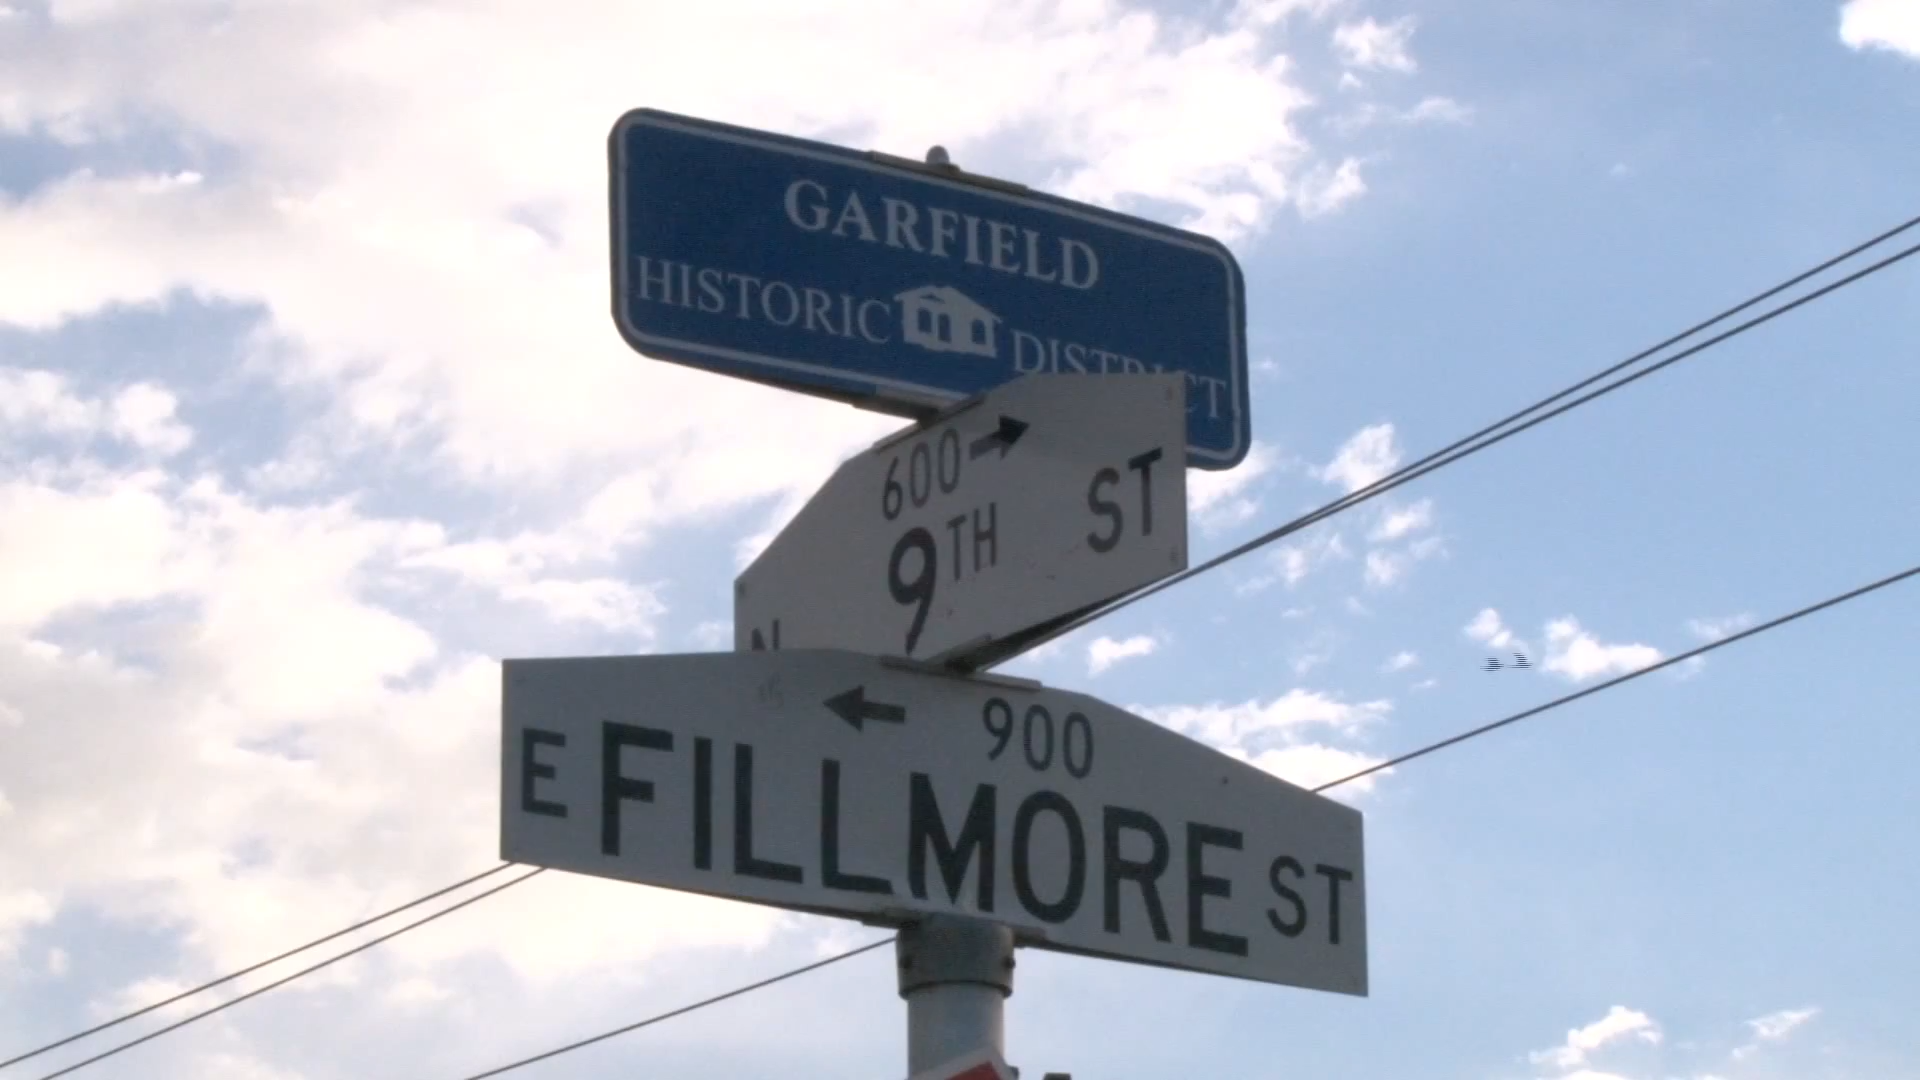 GARFIELD
HISTORIC DISTRICT
600
9TH ST
N
900
E FILLMORE ST